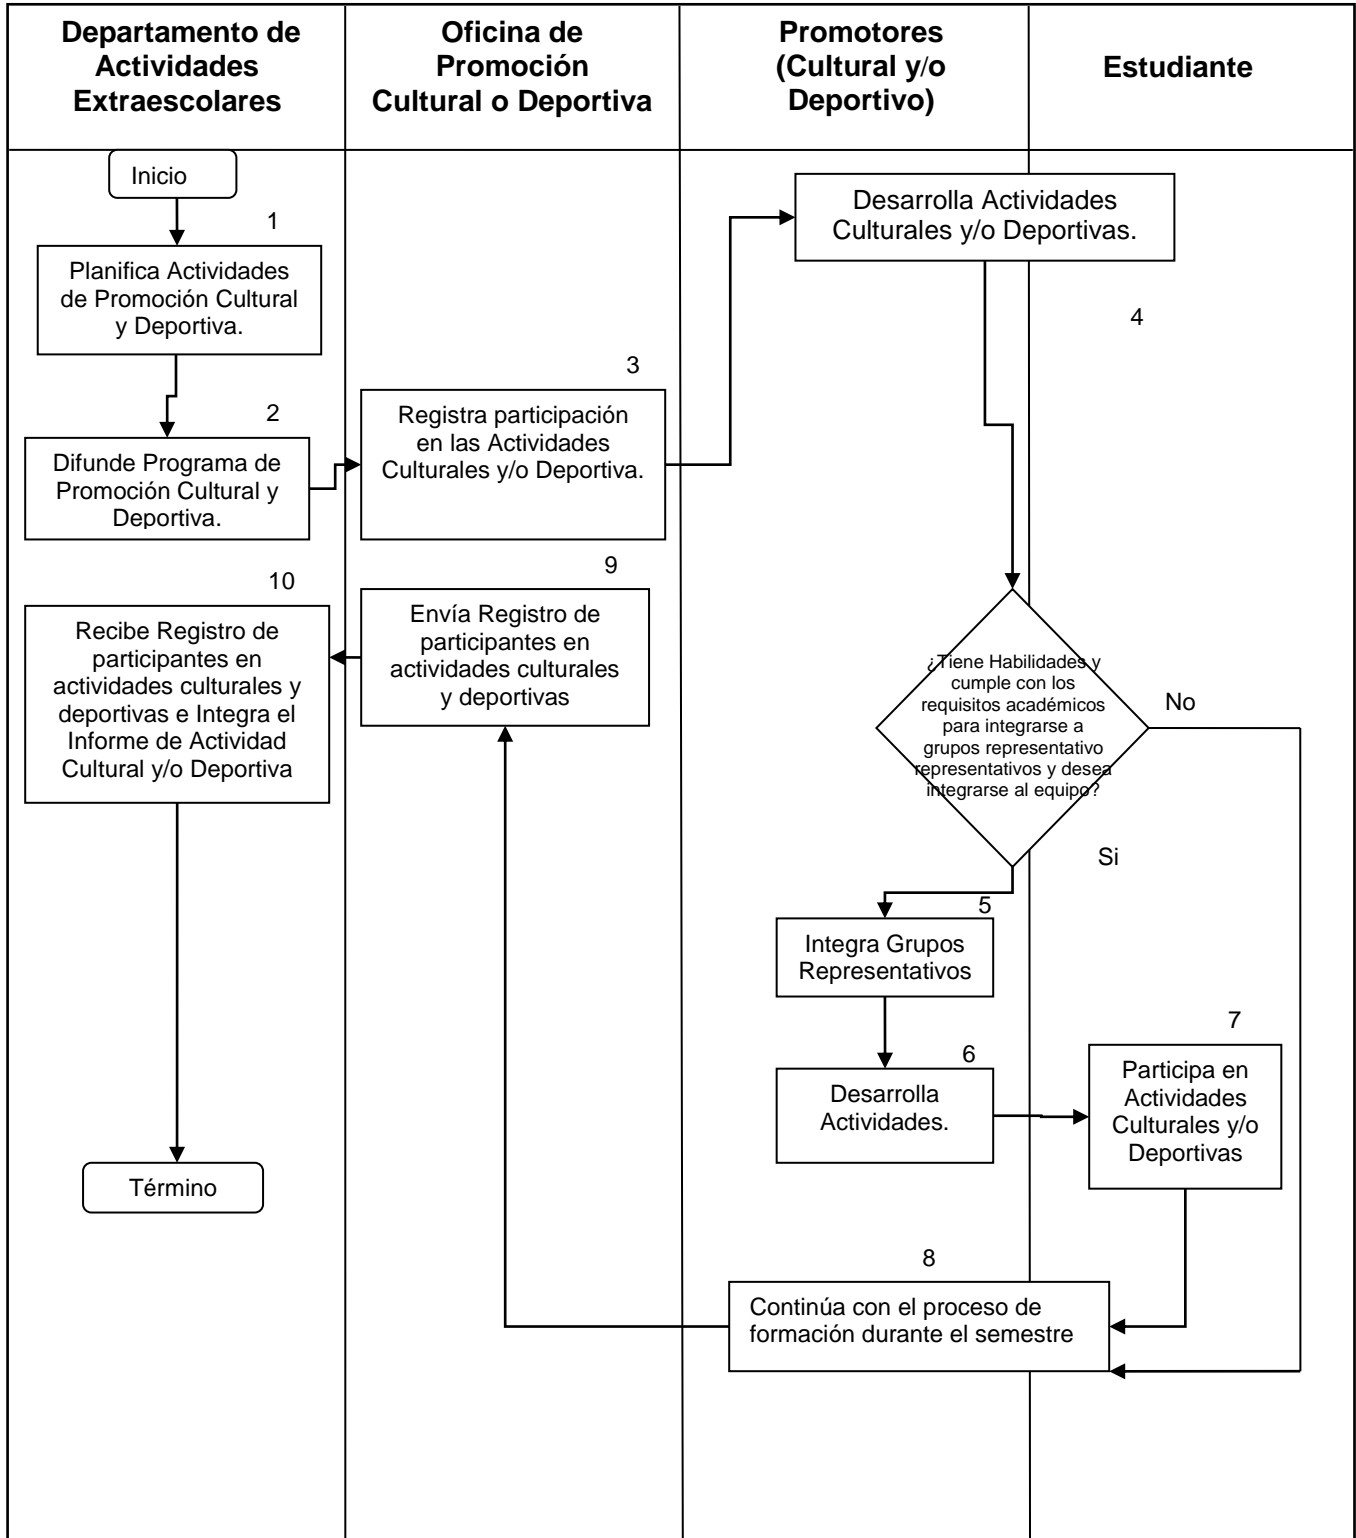 Departamento de
Actividades
Extraescolares
Oficina de
Promoción
Cultural o Deportiva
Promotores
(Cultural y/o
Deportivo)
Estudiante
Inicio
1
Planifica Actividades
de Promoción Cultural
y Deportiva.
2
Difunde Programa de
Promoción Cultural y
Deportiva.
3
Registra participación
en las Actividades
Culturales y/o Deportiva.
Desarrolla Actividades
Culturales y/o Deportivas.
4
¿Tiene Habilidades y
cumple con los
requisitos académicos
para integrarse a
grupos representativo
representativos y desea
integrarse al equipo?
No
Si
5
Integra Grupos
Representativos
6
Desarrolla
Actividades.
7
Participa en
Actividades
Culturales y/o
Deportivas
8
Continúa con el proceso de
formación durante el semestre
9
Envía Registro de
participantes en
actividades culturales
y deportivas
10
Recibe Registro de
participantes en
actividades culturales y
deportivas e Integra el
Informe de Actividad
Cultural y/o Deportiva
Término